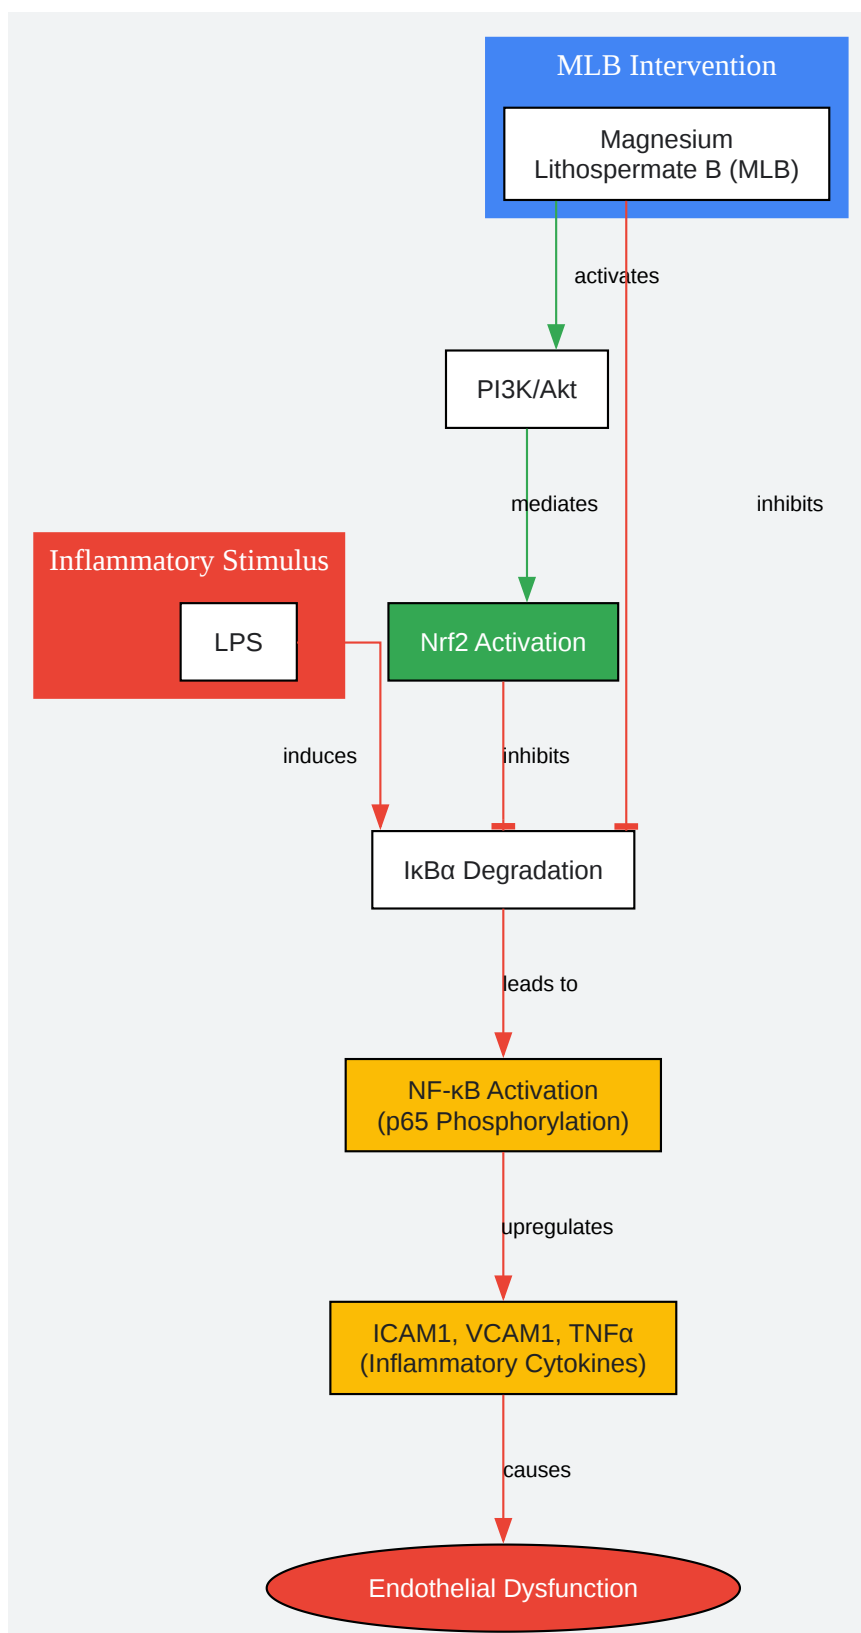 MLB Intervention
Magnesium
Lithospermate B (MLB)
activates
PI3K/Akt
mediates
inhibits
Inflammatory Stimulus
LPS
Nrf2 Activation
induces
inhibits
IκBα Degradation
leads to
NF-κB Activation
(p65 Phosphorylation)
upregulates
ICAM1, VCAM1, TNFα
(Inflammatory Cytokines)
causes
Endothelial Dysfunction